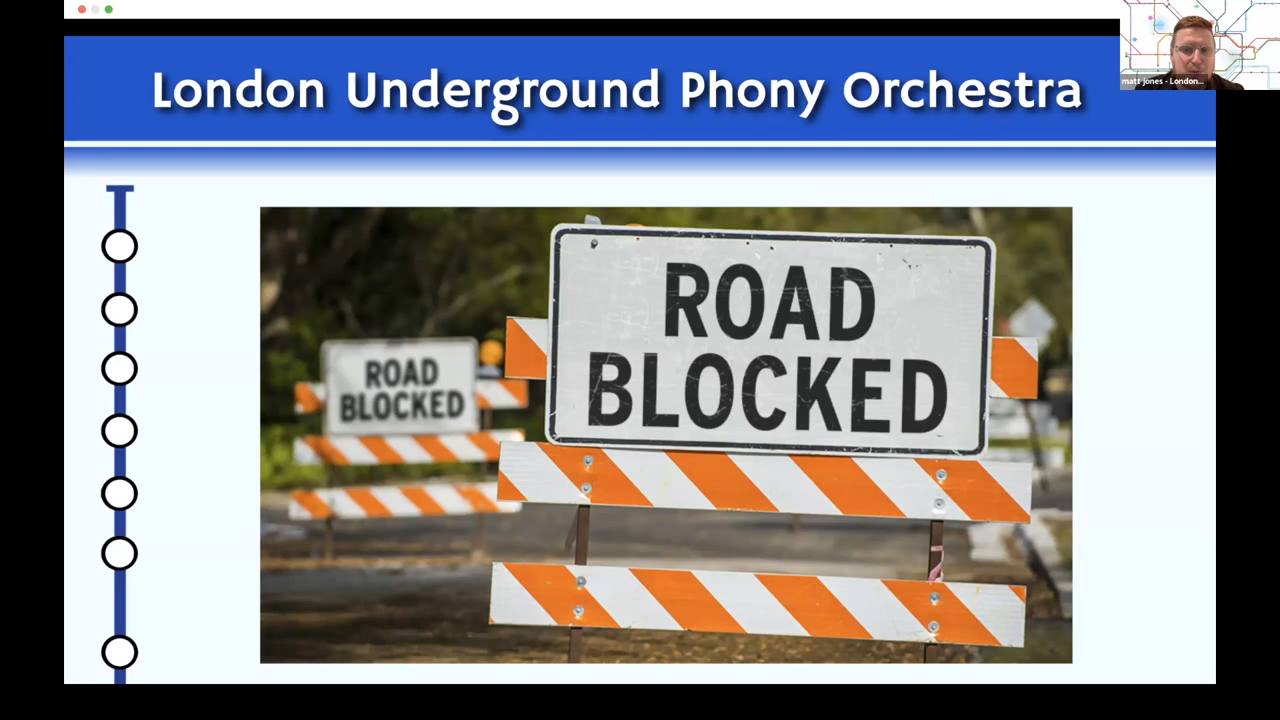 London Underground Phony Orchestra
matt jones - London...
ROAD
BLOCKED
ROAD
BLOCKED